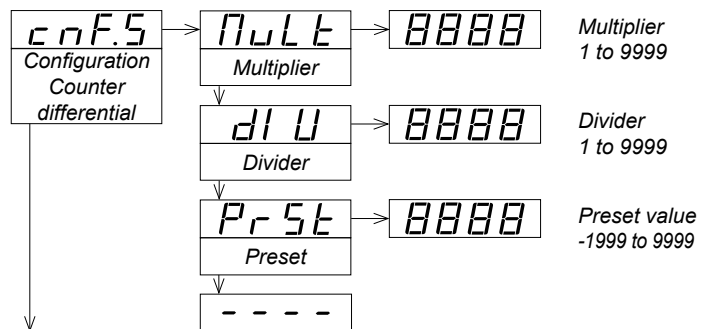 cnF.5
Configuration
Counter
differential
MuLt
Multiplier
8888
Multiplier
1 to 9999
dI U
Divider
8888
Divider
1 to 9999
PrSt
Preset
8888
Preset value
-1999 to 9999
- - - -